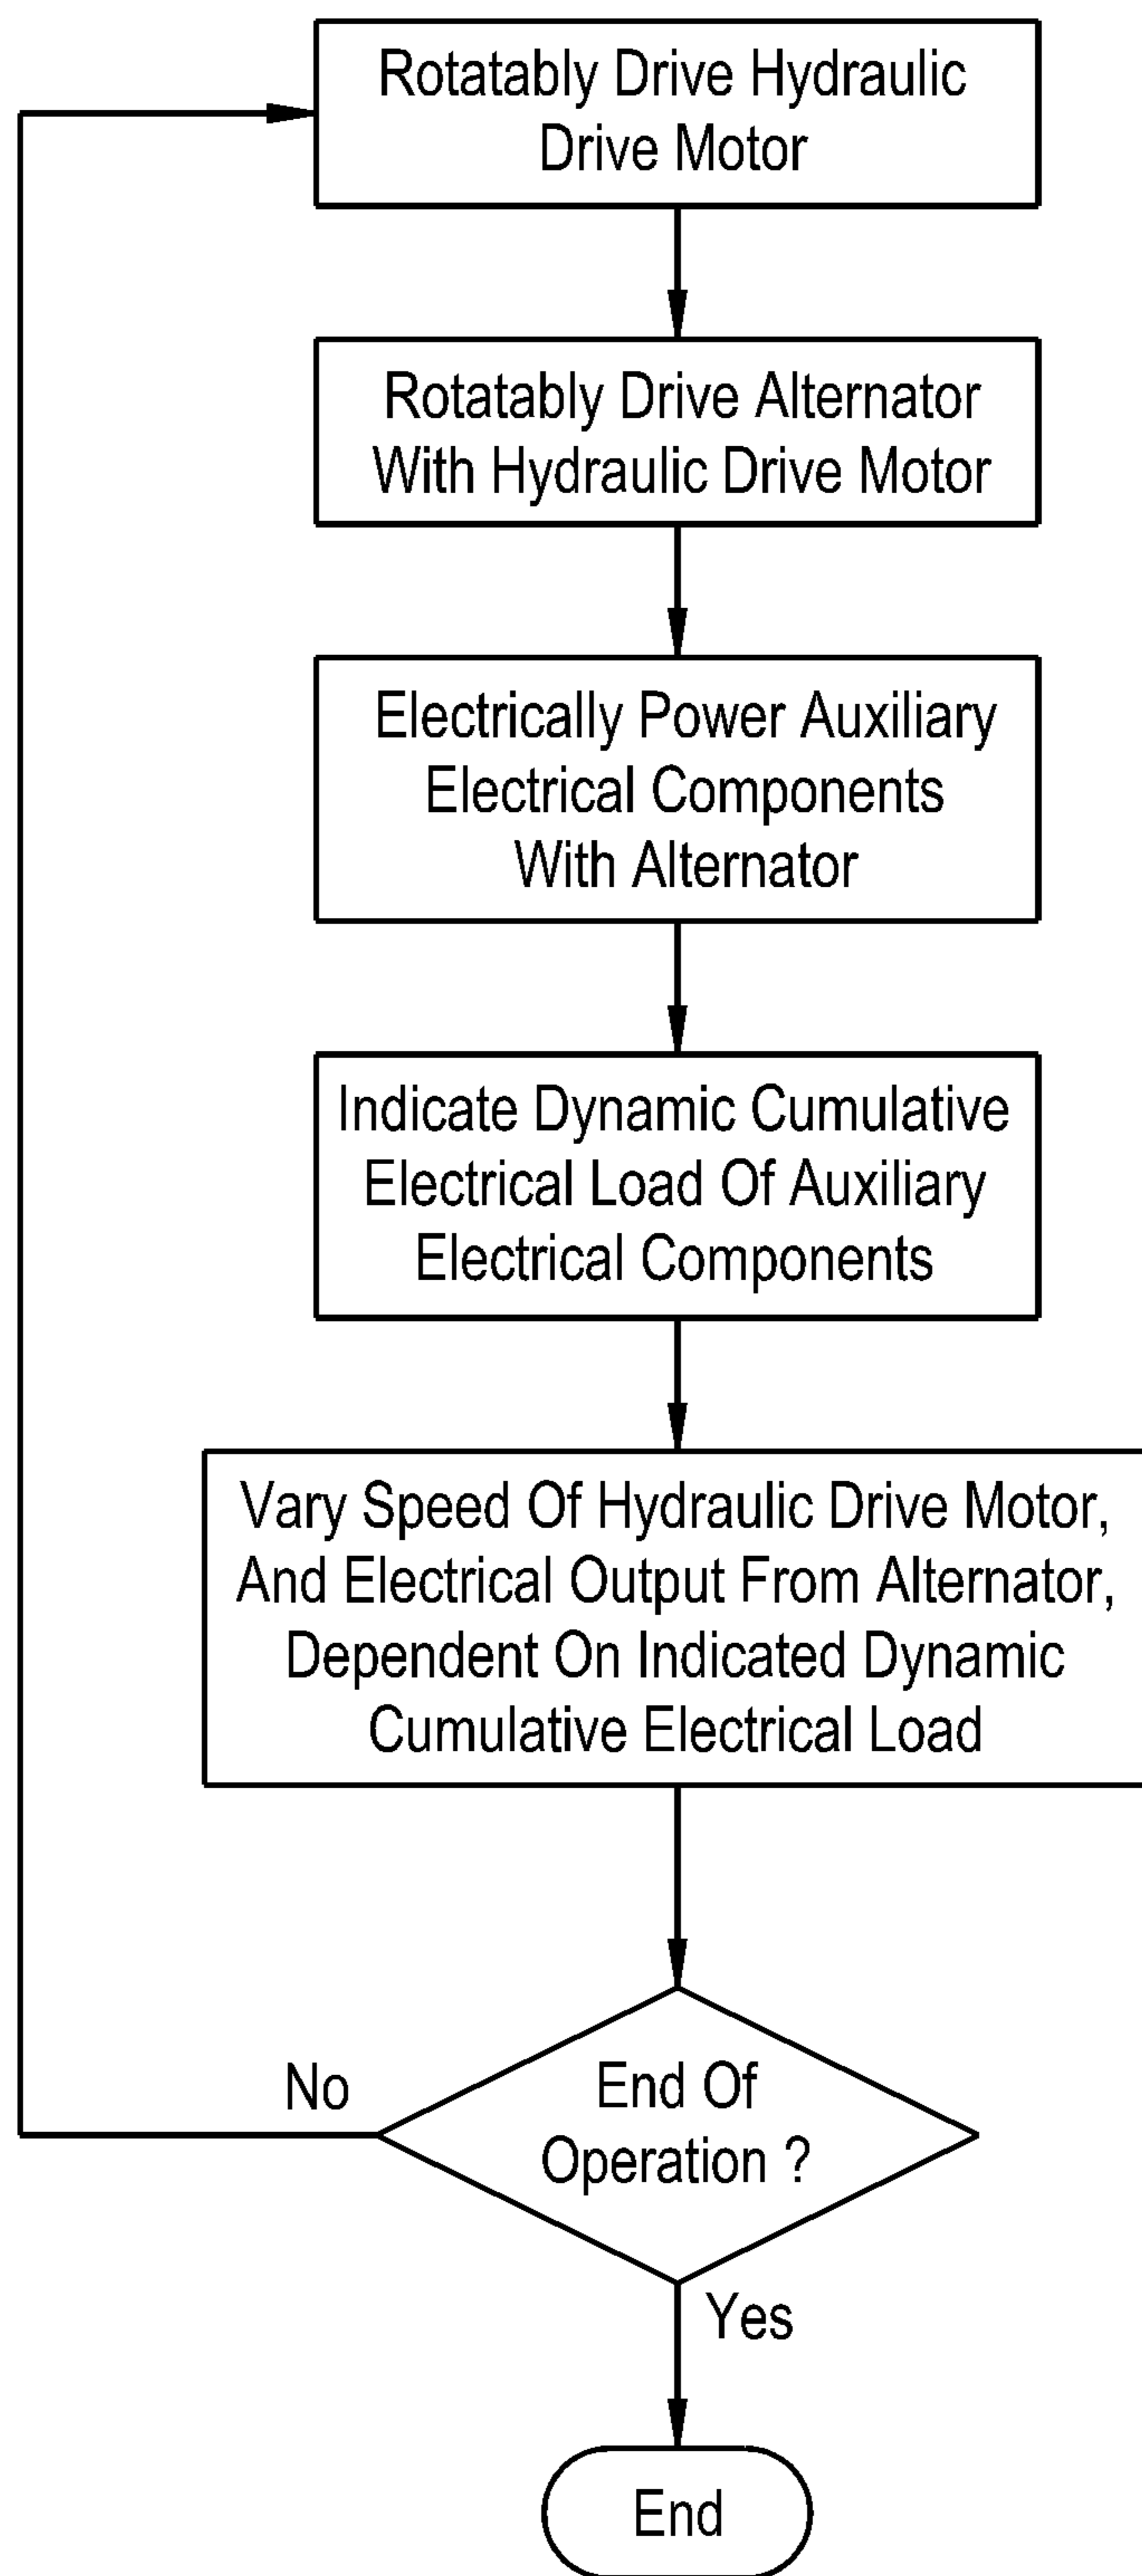 Rotatably Drive Hydraulic
Drive Motor
Rotatably Drive Alternator
With Hydraulic Drive Motor
Electrically Power Auxiliary
Electrical Components
With Alternator
Indicate Dynamic Cumulative
Electrical Load Of Auxiliary
Electrical Components
Vary Speed Of Hydraulic Drive Motor,
And Electrical Output From Alternator,
Dependent On Indicated Dynamic
Cumulative Electrical Load
No
End Of
Operation ?
Yes
End